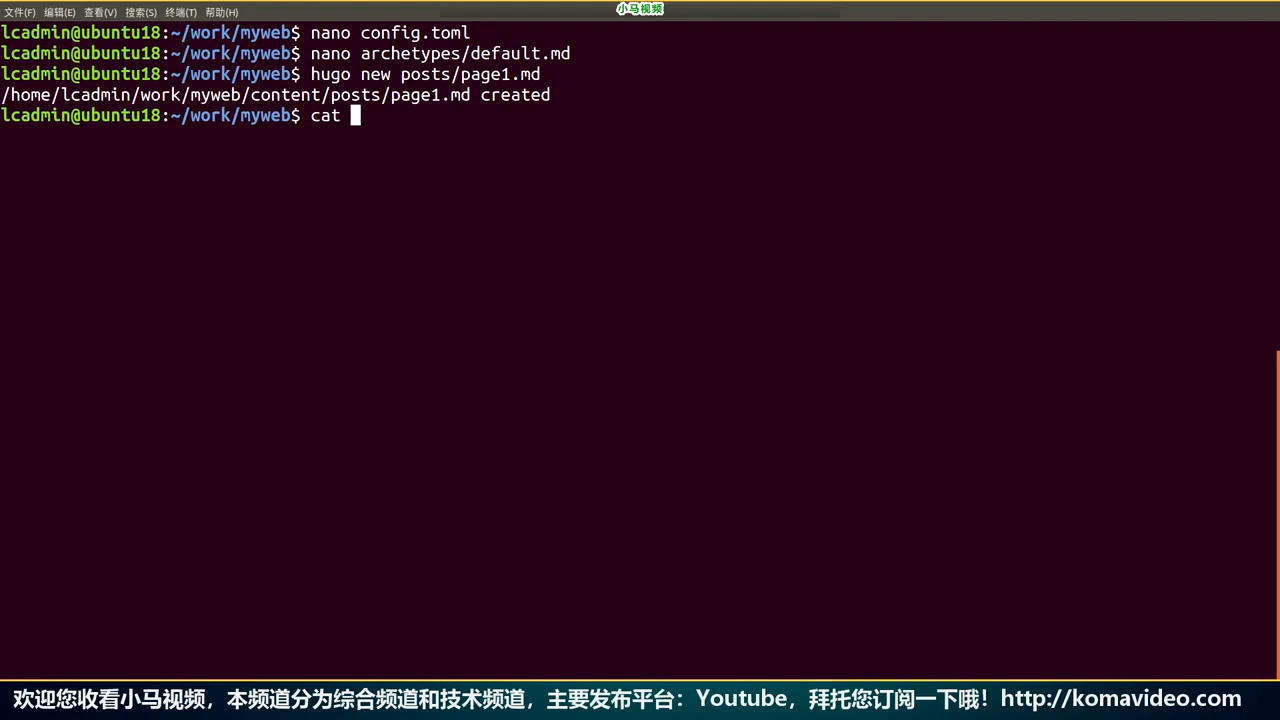 小马视频
文件(F) 编辑(E) 查看(V) 搜索(S) 终端(T) 帮助(H)
lcadmin@ubuntu18:~/work/myweb$ nano config.toml
lcadmin@ubuntu18:~/work/myweb$ nano archetypes/default.md
lcadmin@ubuntu18:~/work/myweb$ hugo new posts/page1.md
/home/lcadmin/work/myweb/content/posts/page1.md created
lcadmin@ubuntu18:~/work/myweb$ cat
欢迎您收看小马视频，本频道分为综合频道和技术频道，主要发布平台：Youtube，拜托您订阅一下哦！http://komavideo.com